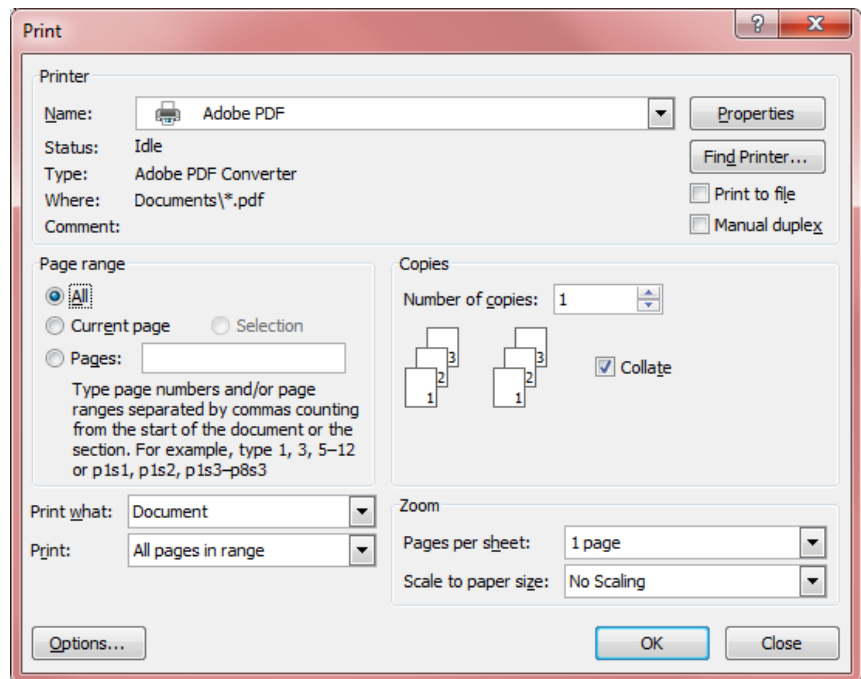 Print
?
X
Printer
Name: Adobe PDF
Properties
Status: Idle
Find Printer...
Type: Adobe PDF Converter
Where: Documents\*.pdf
Print to file
Comment:
Manual duplex
Page range
All
Current page Selection
Pages:
Type page numbers and/or page
ranges separated by commas counting
from the start of the document or the
section. For example, type 1, 3, 5–12
or p1s1, p1s2, p1s3–p8s3
Copies
Number of copies: 1
3 3
2 2
1 1
Collate
Print what: Document
Print: All pages in range
Zoom
Pages per sheet: 1 page
Scale to paper size: No Scaling
Options...
OK
Close